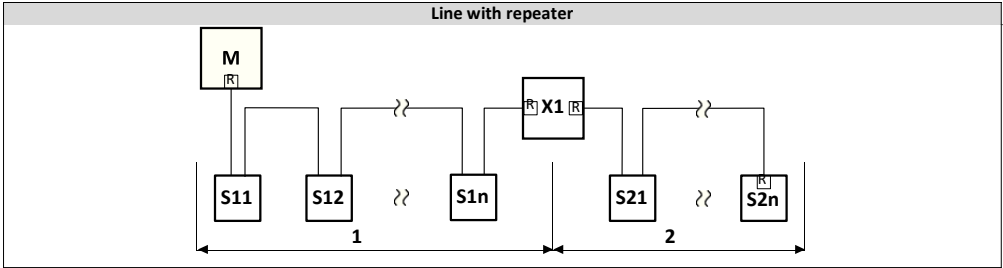 Line with repeater
M
R
R X1 R
S11 S12 S1n S21 S2n
R
1 2